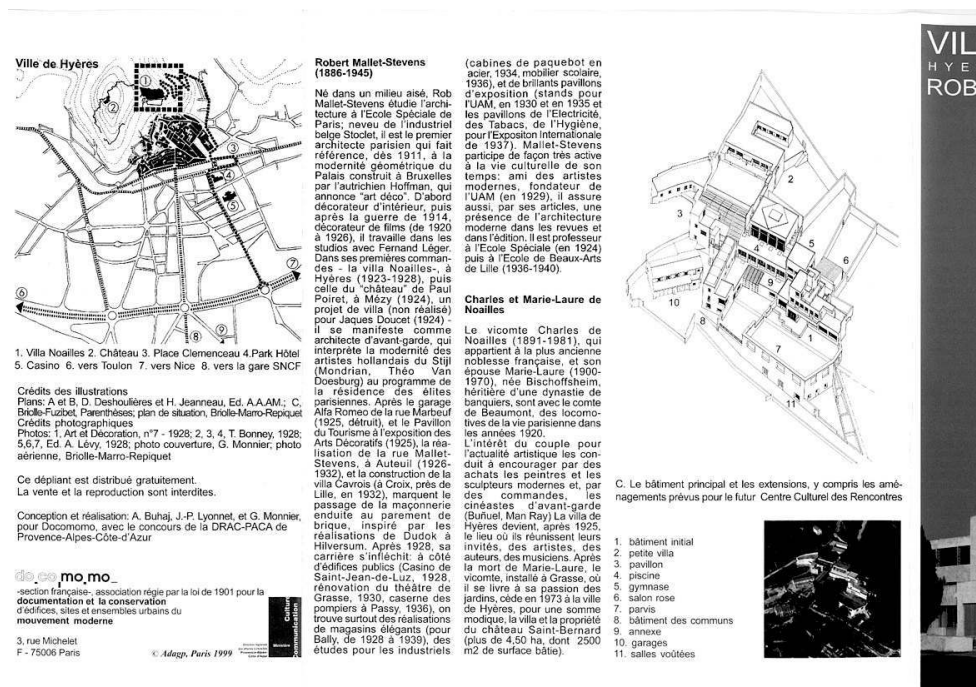 Ville de Hyères
1
2
3
4
5
6
7
8
9
1. Villa Noailles 2. Château 3. Place Clemenceau 4.Park Hôtel
5. Casino 6. vers Toulon 7. vers Nice 8. vers la gare SNCF
Crédits des illustrations
Plans: A et B, D. Deshoulières et H. Jeanneau, Ed. A.A.AM.; C,
Briolle-Fuzibet, Parenthèses; plan de situation, Briolle-Marro-Repiquet
Crédits photographiques
Photos: 1, Art et Décoration, n°7 - 1928; 2, 3, 4, T. Bonney, 1928;
5,6,7, Ed. A. Lévy, 1928; photo couverture, G. Monnier; photo
aérienne, Briolle-Marro-Repiquet
Ce dépliant est distribué gratuitement.
La vente et la reproduction sont interdites.
Conception et réalisation: A. Buhaj, J.-P. Lyonnet, et G. Monnier,
pour Docomomo, avec le concours de la DRAC-PACA de
Provence-Alpes-Côte-d'Azur
do_co_mo.mo_
-section française-, association régie par la loi de 1901 pour la
documentation et la conservation
d'édifices, sites et ensembles urbains du
mouvement moderne
3, rue Michelet
F - 75006 Paris
© Adagp, Paris 1999
Culture
Communication
Ministère
Robert Mallet-Stevens
(1886-1945)
Né dans un milieu aisé, Rob
Mallet-Stevens étudie l'archi-
tecture à l'Ecole Spéciale de
Paris; neveu de l'industriel
belge Stoclet, il est le premier
architecte parisien qui fait
référence, dès 1911, à la
modernité géométrique du
Palais construit à Bruxelles
par l'autrichien Hoffman, qui
annonce "art déco". D'abord
décorateur d'intérieur, puis
après la guerre de 1914,
décorateur de films (de 1920
à 1926), il travaille dans les
studios avec Fernand Léger.
Dans ses premières comman-
des - la villa Noailles-, à
Hyères (1923-1928), puis
celle du "château" de Paul
Poiret, à Mézy (1924), un
projet de villa (non réalisé)
pour Jaques Doucet (1924) -
il se manifeste comme
architecte d'avant-garde, qui
interprète la modernité des
artistes hollandais du Stijl
(Mondrian, Théo Van
Doesburg) au programme de
la résidence des élites
parisiennes. Après le garage
Alfa Romeo de la rue Marbeuf
(1925, détruit), et le Pavillon
du Tourisme à l'exposition des
Arts Décoratifs (1925), la réa-
lisation de la rue Mallet-
Stevens, à Auteuil (1926-
1932), et la construction de la
villa Cavrois (à Croix, près de
Lille, en 1932), marquent le
passage de la maçonnerie
enduite au parement de
brique, inspiré par les
réalisations de Dudok à
Hilversum. Après 1928, sa
carrière s'infléchit: à côté
d'édifices publics (Casino de
Saint-Jean-de-Luz, 1928,
rénovation du théâtre de
Grasse, 1930, caserne des
pompiers à Passy, 1936), on
trouve surtout des réalisations
de magasins élégants (pour
Bally, de 1928 à 1939), des
études pour les industriels
(cabines de paquebot en
acier, 1934, mobilier scolaire,
1936), et de brillants pavillons
d'exposition (stands pour
l'UAM, en 1930 et en 1935 et
les pavillons de l'Electricité,
des Tabacs, de l'Hygiène,
pour l'Expositon Internationale
de 1937). Mallet-Stevens
participe de façon très active
à la vie culturelle de son
temps: ami des artistes
modernes, fondateur de
l'UAM (en 1929), il assure
aussi, par ses articles, une
présence de l'architecture
moderne dans les revues et
dans l'édition. Il est professeur
à l'Ecole Spéciale (en 1924)
puis à l'Ecole de Beaux-Arts
de Lille (1936-1940).
Charles et Marie-Laure de
Noailles
Le vicomte Charles de
Noailles (1891-1981), qui
appartient à la plus ancienne
noblesse française, et son
épouse Marie-Laure (1900-
1970), née Bischoffsheim,
héritière d'une dynastie de
banquiers, sont avec le comte
de Beaumont, des locomo-
tives de la vie parisienne dans
les années 1920.
L'intérêt du couple pour
l'actualité artistique les con-
duit à encourager par des
achats les peintres et les
sculpteurs modernes et, par
des commandes, les
cinéastes d'avant-garde
(Buñuel, Man Ray) La villa de
Hyères devient, après 1925,
le lieu où ils réunissent leurs
invités, des artistes, des
auteurs, des musiciens. Après
la mort de Marie-Laure, le
vicomte, installé à Grasse, où
il se livre à sa passion des
jardins, cède en 1973 à la ville
de Hyères, pour une somme
modique, la villa et la propriété
du château Saint-Bernard
(plus de 4,50 ha, dont 2500
m2 de surface bâtie).
2
3
4
5
6
9
10
8
7
1
11
C. Le bâtiment principal et les extensions, y compris les amé-
nagements prévus pour le futur Centre Culturel des Rencontres
1. bâtiment initial
2. petite villa
3. pavillon
4. piscine
5. gymnase
6. salon rose
7. parvis
8. bâtiment des communs
9. annexe
10. garages
11. salles voûtées
VIL
HYE
ROB